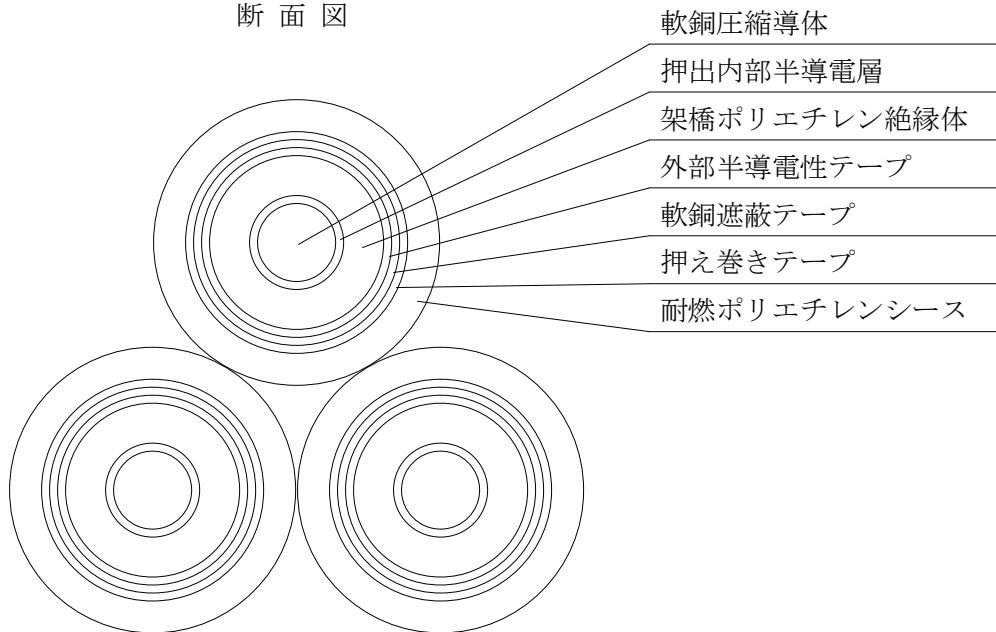 断面図
軟銅圧縮導体
押出内部半導電層
架橋ポリエチレン絶縁体
外部半導電性テープ
軟銅遮蔽テープ
押え巻きテープ
耐燃ポリエチレンシース